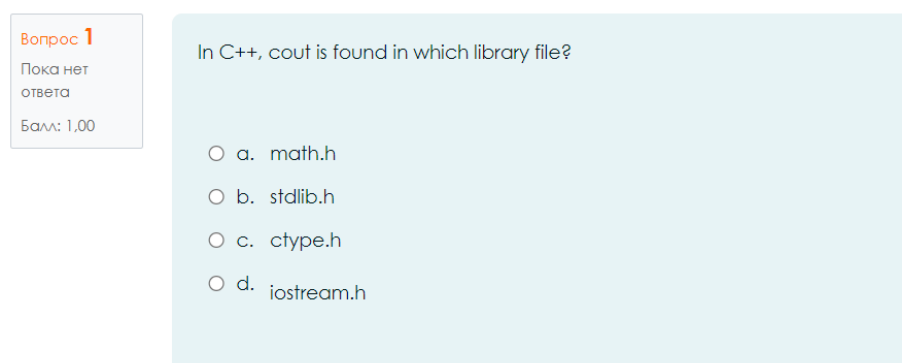 Вопрос 1
Пока нет
ответа
Балл: 1,00
In C++, cout is found in which library file?
a. math.h
b. stdlib.h
c. ctype.h
d. iostream.h